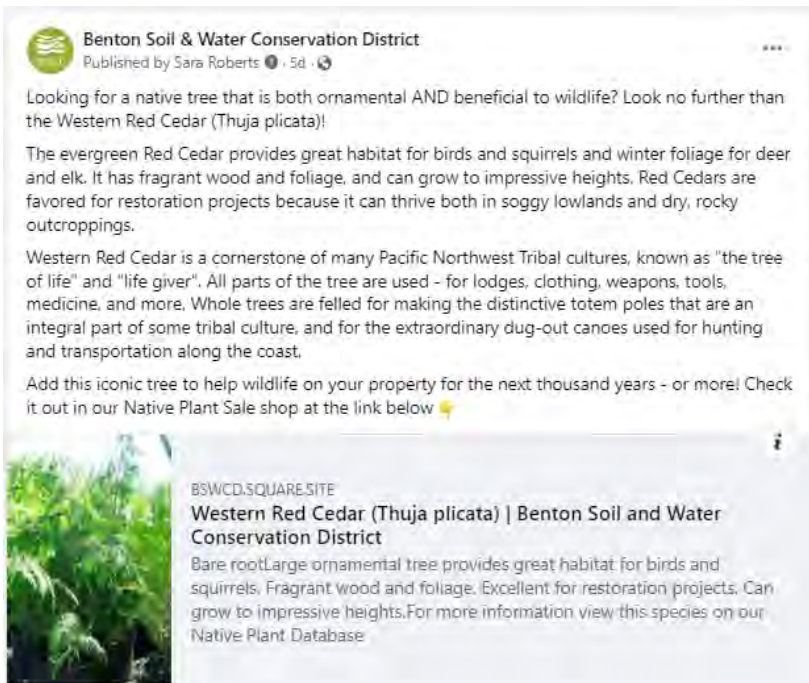 Benton Soil & Water Conservation District
Published by Sara Roberts · 5d ·
Looking for a native tree that is both ornamental AND beneficial to wildlife? Look no further than
the Western Red Cedar (Thuja plicata)!
The evergreen Red Cedar provides great habitat for birds and squirrels and winter foliage for deer
and elk. It has fragrant wood and foliage, and can grow to impressive heights. Red Cedars are
favored for restoration projects because it can thrive both in soggy lowlands and dry, rocky
outcroppings.
Western Red Cedar is a cornerstone of many Pacific Northwest Tribal cultures, known as "the tree
of life" and "life giver". All parts of the tree are used - for lodges, clothing, weapons, tools,
medicine, and more. Whole trees are felled for making the distinctive totem poles that are an
integral part of some tribal culture, and for the extraordinary dug-out canoes used for hunting
and transportation along the coast.
Add this iconic tree to help wildlife on your property for the next thousand years - or more! Check
it out in our Native Plant Sale shop at the link below 👇
BSWCD.SQUARE.SITE
Western Red Cedar (Thuja plicata) | Benton Soil and Water
Conservation District
Bare rootLarge ornamental tree provides great habitat for birds and
squirrels. Fragrant wood and foliage. Excellent for restoration projects. Can
grow to impressive heights.For more information view this species on our
Native Plant Database